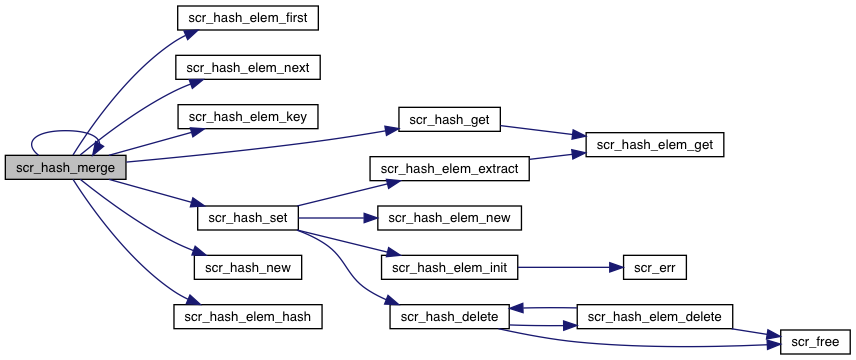 scr_hash_elem_first
scr_hash_elem_next
scr_hash_elem_key
scr_hash_get
scr_hash_elem_get
scr_hash_merge
scr_hash_elem_extract
scr_hash_set
scr_hash_elem_new
scr_hash_new
scr_hash_elem_init
scr_err
scr_hash_elem_hash
scr_hash_delete
scr_hash_elem_delete
scr_free